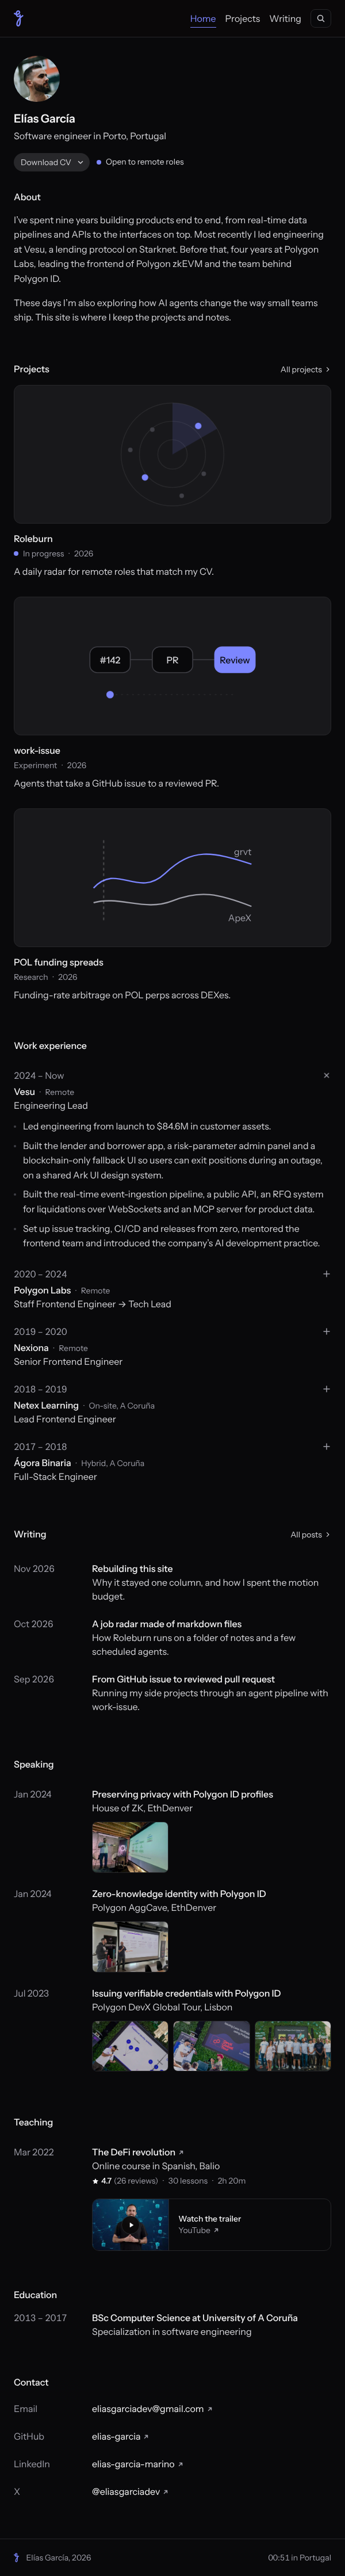 Home Projects Writing
Elías García
Software engineer in Porto, Portugal
Download CV
Open to remote roles
About
I've spent nine years building products end to end, from real-time data
pipelines and APIs to the interfaces on top. Most recently I led engineering
at Vesu, a lending protocol on Starknet. Before that, four years at Polygon
Labs, leading the frontend of Polygon zkEVM and the team behind
Polygon ID.
These days I'm also exploring how AI agents change the way small teams
ship. This site is where I keep the projects and notes.
Projects
All projects
Roleburn
In progress · 2026
A daily radar for remote roles that match my CV.
#142
PR
Review
work-issue
Experiment · 2026
Agents that take a GitHub issue to a reviewed PR.
grvt
ApeX
POL funding spreads
Research · 2026
Funding-rate arbitrage on POL perps across DEXes.
Work experience
2024 – Now
Vesu · Remote
Engineering Lead
Led engineering from launch to $84.6M in customer assets.
Built the lender and borrower app, a risk-parameter admin panel and a
blockchain-only fallback UI so users can exit positions during an outage,
on a shared Ark UI design system.
Built the real-time event-ingestion pipeline, a public API, an RFQ system
for liquidations over WebSockets and an MCP server for product data.
Set up issue tracking, CI/CD and releases from zero, mentored the
frontend team and introduced the company's AI development practice.
2020 – 2024
Polygon Labs · Remote
Staff Frontend Engineer → Tech Lead
2019 – 2020
Nexiona · Remote
Senior Frontend Engineer
2018 – 2019
Netex Learning · On-site, A Coruña
Lead Frontend Engineer
2017 – 2018
Ágora Binaria · Hybrid, A Coruña
Full-Stack Engineer
Writing
All posts
Nov 2026
Rebuilding this site
Why it stayed one column, and how I spent the motion
budget.
Oct 2026
A job radar made of markdown files
How Roleburn runs on a folder of notes and a few
scheduled agents.
Sep 2026
From GitHub issue to reviewed pull request
Running my side projects through an agent pipeline with
work-issue.
Speaking
Jan 2024
Preserving privacy with Polygon ID profiles
House of ZK, EthDenver
Jan 2024
Zero-knowledge identity with Polygon ID
Polygon AggCave, EthDenver
Jul 2023
Issuing verifiable credentials with Polygon ID
Polygon DevX Global Tour, Lisbon
Teaching
Mar 2022
The DeFi revolution ↗
Online course in Spanish, Balio
★ 4.7 (26 reviews) · 30 lessons · 2h 20m
Watch the trailer
YouTube ↗
Education
2013 – 2017
BSc Computer Science at University of A Coruña
Specialization in software engineering
Contact
Email
eliasgarciadev@gmail.com ↗
GitHub
elias-garcia ↗
LinkedIn
elias-garcia-marino ↗
X
@eliasgarciadev ↗
Elías García, 2026
00:51 in Portugal